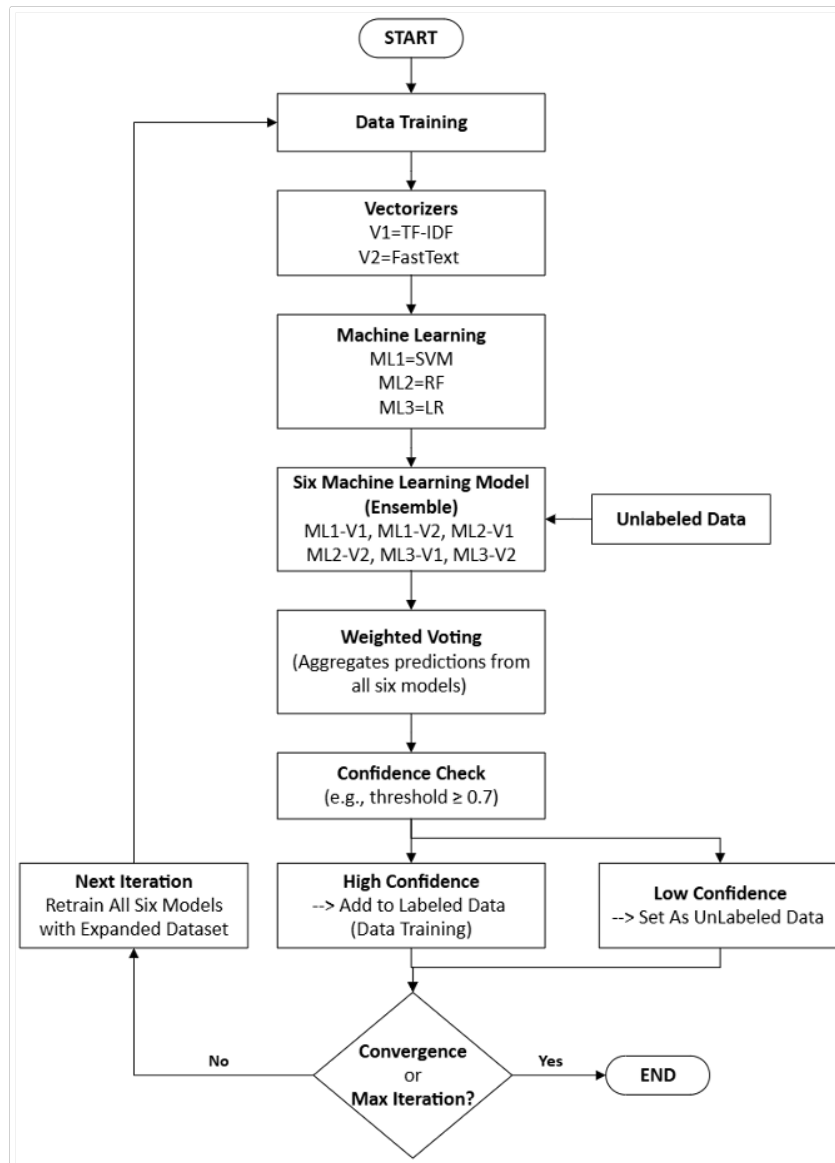 START
Data Training
Vectorizers
V1=TF-IDF
V2=FastText
Machine Learning
ML1=SVM
ML2=RF
ML3=LR
Six Machine Learning Model
(Ensemble)
ML1-V1, ML1-V2, ML2-V1
ML2-V2, ML3-V1, ML3-V2
Unlabeled Data
Weighted Voting
(Aggregates predictions from
all six models)
Confidence Check
(e.g., threshold ≥ 0.7)
Next Iteration
Retrain All Six Models
with Expanded Dataset
High Confidence
--> Add to Labeled Data
(Data Training)
Low Confidence
--> Set As UnLabeled Data
No
Convergence
or
Max Iteration?
Yes
END